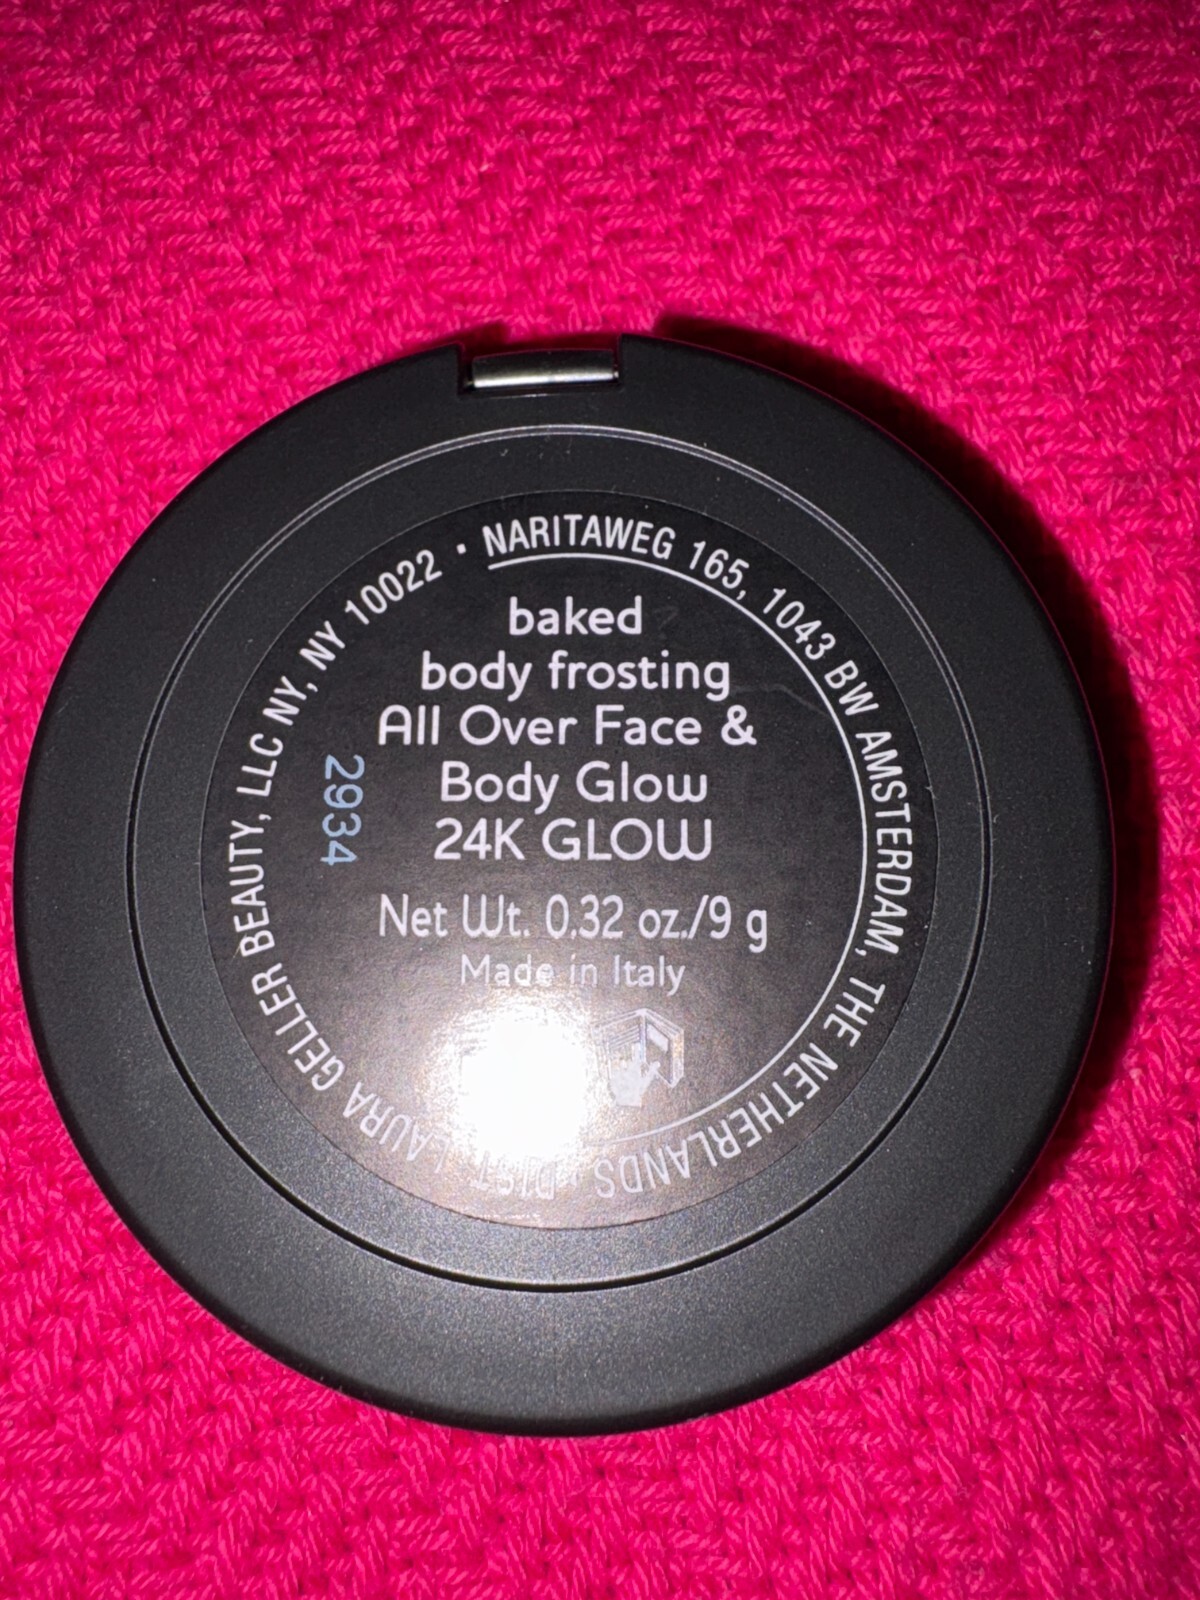 baked
body frosting
All Over Face &
Body Glow
24K GLOW
Net Wt. 0.32 oz./9 g
Made in Italy
2934
DIST. LAURA GELLER BEAUTY, LLC NY, NY 10022 · NARITAWEG 165, 1043 BW AMSTERDAM, THE NETHERLANDS ·